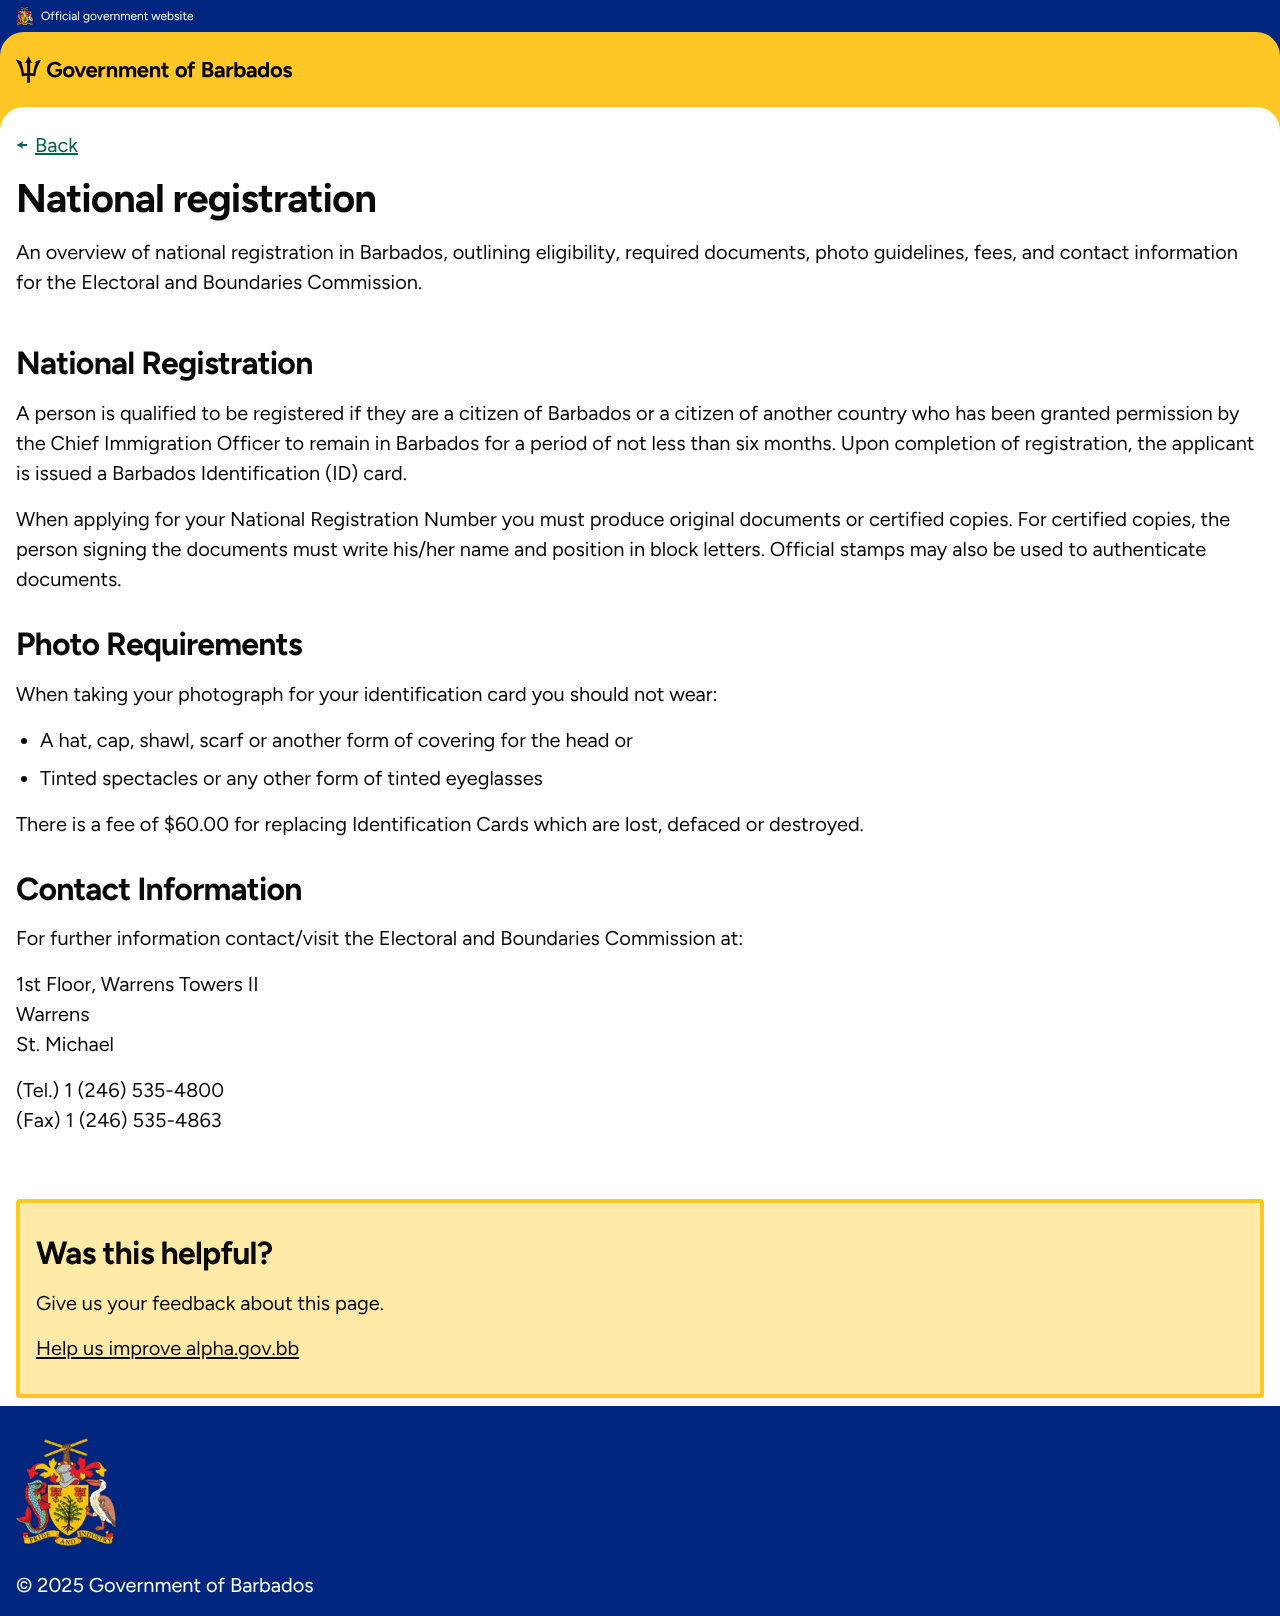 Official government website
Government of Barbados
Back
National registration
An overview of national registration in Barbados, outlining eligibility, required documents, photo guidelines, fees, and contact information
for the Electoral and Boundaries Commission.
National Registration
A person is qualified to be registered if they are a citizen of Barbados or a citizen of another country who has been granted permission by
the Chief Immigration Officer to remain in Barbados for a period of not less than six months. Upon completion of registration, the applicant
is issued a Barbados Identification (ID) card.
When applying for your National Registration Number you must produce original documents or certified copies. For certified copies, the
person signing the documents must write his/her name and position in block letters. Official stamps may also be used to authenticate
documents.
Photo Requirements
When taking your photograph for your identification card you should not wear:
• A hat, cap, shawl, scarf or another form of covering for the head or
• Tinted spectacles or any other form of tinted eyeglasses
There is a fee of $60.00 for replacing Identification Cards which are lost, defaced or destroyed.
Contact Information
For further information contact/visit the Electoral and Boundaries Commission at:
1st Floor, Warrens Towers II
Warrens
St. Michael
(Tel.) 1 (246) 535-4800
(Fax) 1 (246) 535-4863
Was this helpful?
Give us your feedback about this page.
Help us improve alpha.gov.bb
PRIDE AND INDUSTRY
© 2025 Government of Barbados